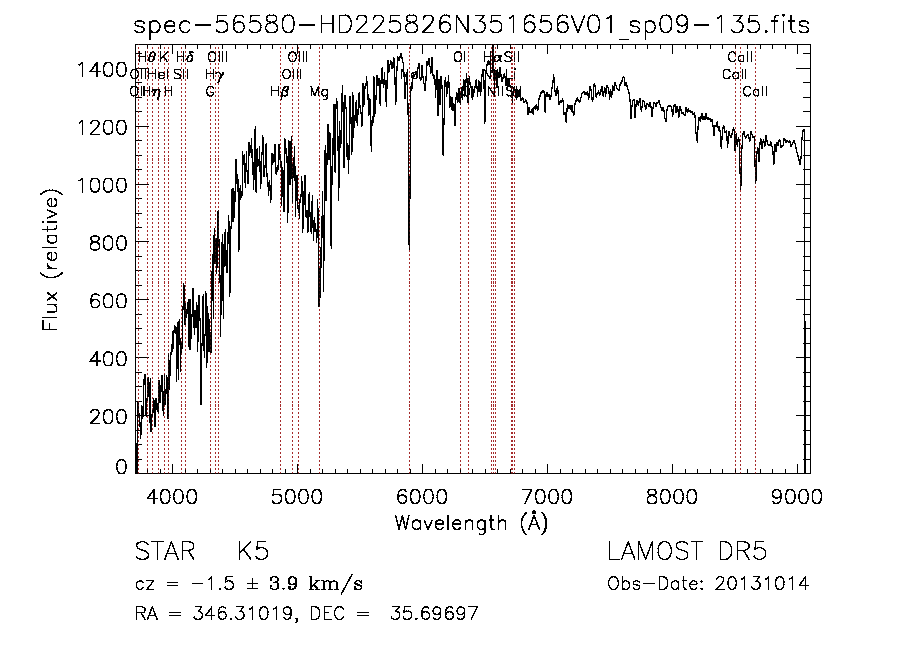 spec-56580-HD225826N351656V01_sp09-135.fits
Hθ K Hδ OIII OIII OI Hα SII CaII
OII HeI SII Hγ OIII CaII
Hη H G Hβ Mg NII CaII
1400
1200
1000
800
600
400
200
0
Flux (relative)
4000 5000 6000 7000 8000 9000
Wavelength (Å)
STAR K5 LAMOST DR5
cz = -1.5 ± 3.9 km/s Obs-Date: 20131014
RA = 346.31019, DEC = 35.69697